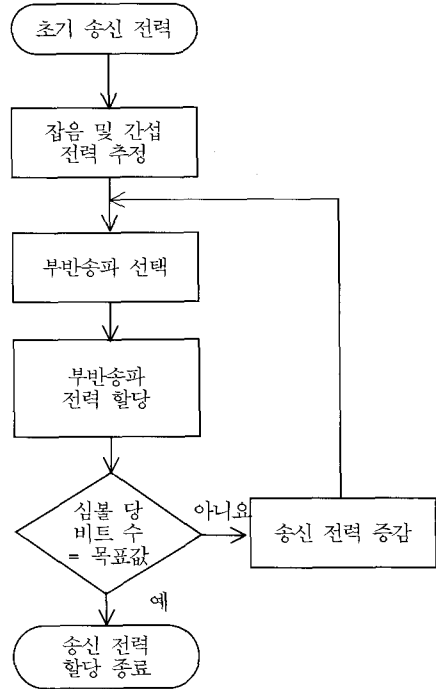 초기 송신 전력
잡음 및 간섭
전력 추정
부반송파 선택
부반송파
전력 할당
심볼 당
비트 수
= 목표값
아니요
송신 전력 증감
예
송신 전력
할당 종료